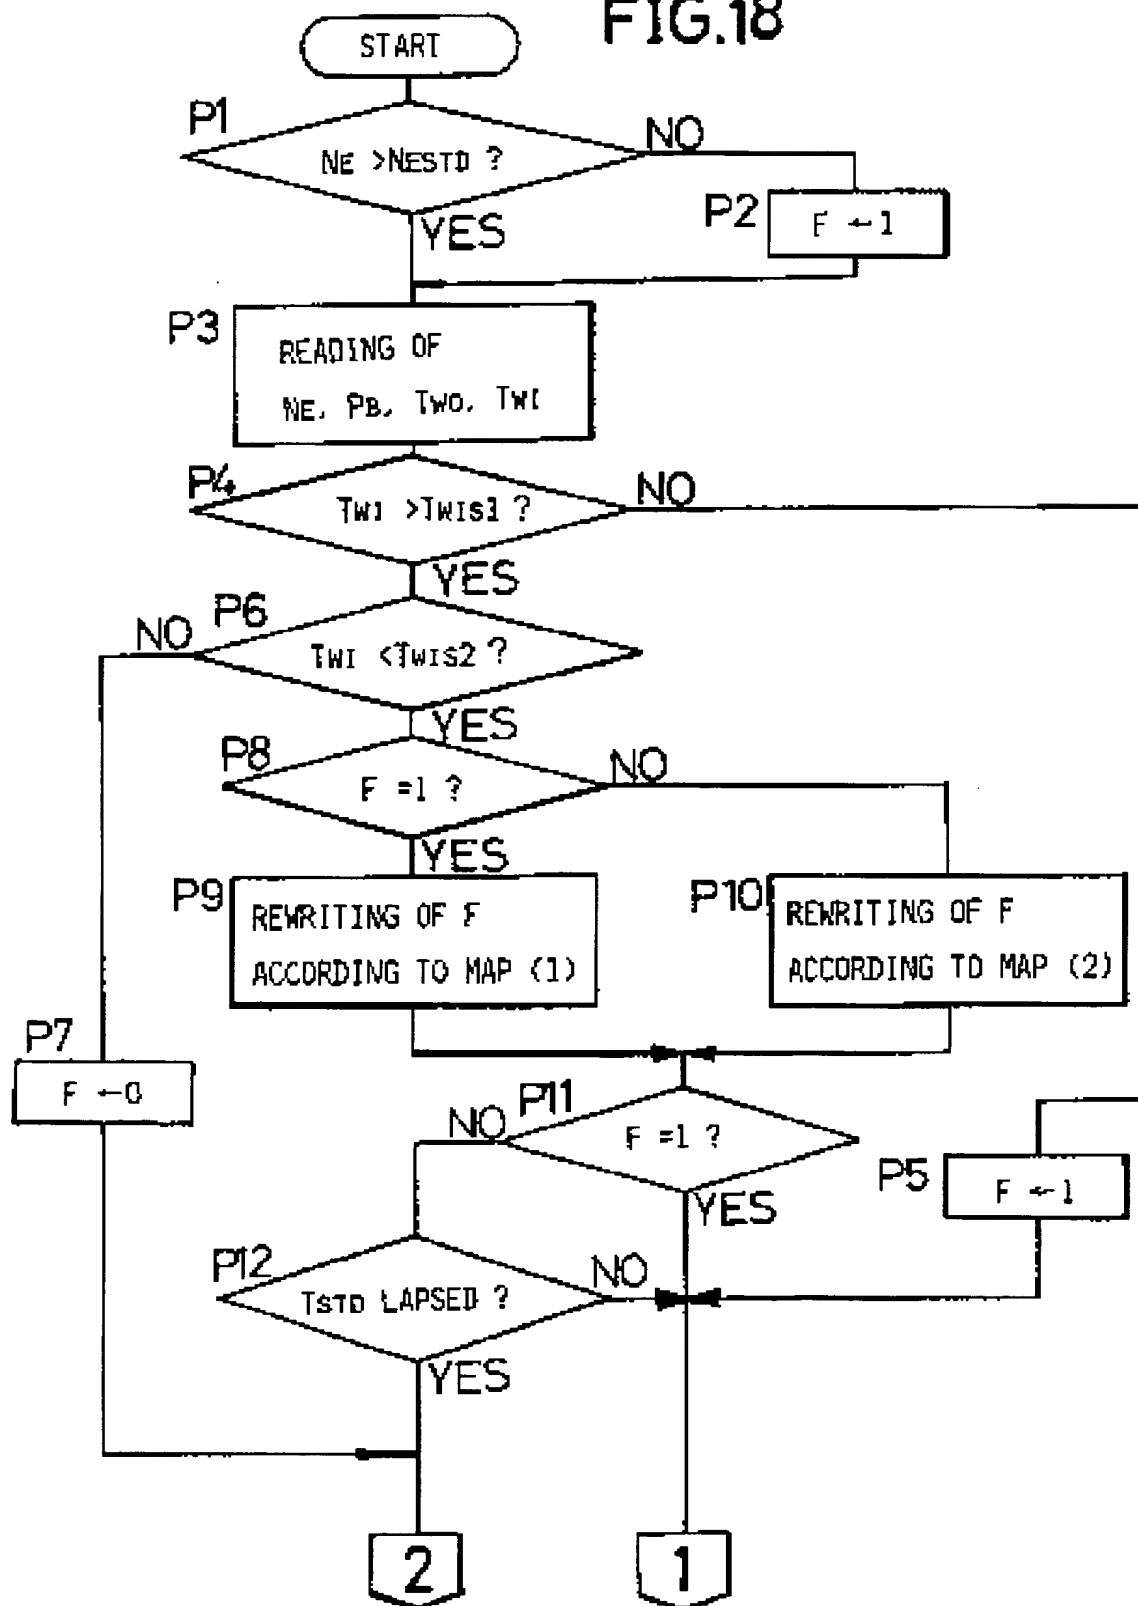 FIG.18
START
P1
NE >NESTD ?
NO
YES
P2
F ←1
P3
READING OF
NE, PB, TWO, TWI
P4
TWI >TWIS1 ?
NO
YES
P6
NO
TWI <TWIS2 ?
YES
P8
F =1 ?
NO
YES
P9
REWRITING OF F
ACCORDING TO MAP (1)
P10
REWRITING OF F
ACCORDING TO MAP (2)
P7
F ←0
P11
NO
F =1 ?
YES
P5
F ←1
P12
TSTD LAPSED ?
NO
YES
2
1